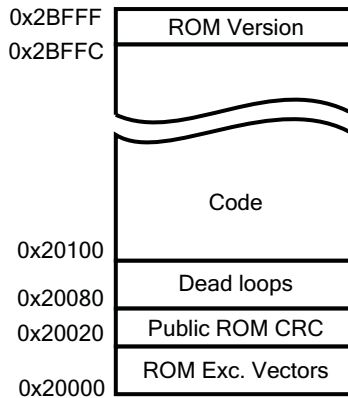 0x2BFFF
ROM Version
0x2BFFC
Code
0x20100
Dead loops
0x20080
Public ROM CRC
0x20020
ROM Exc. Vectors
0x20000